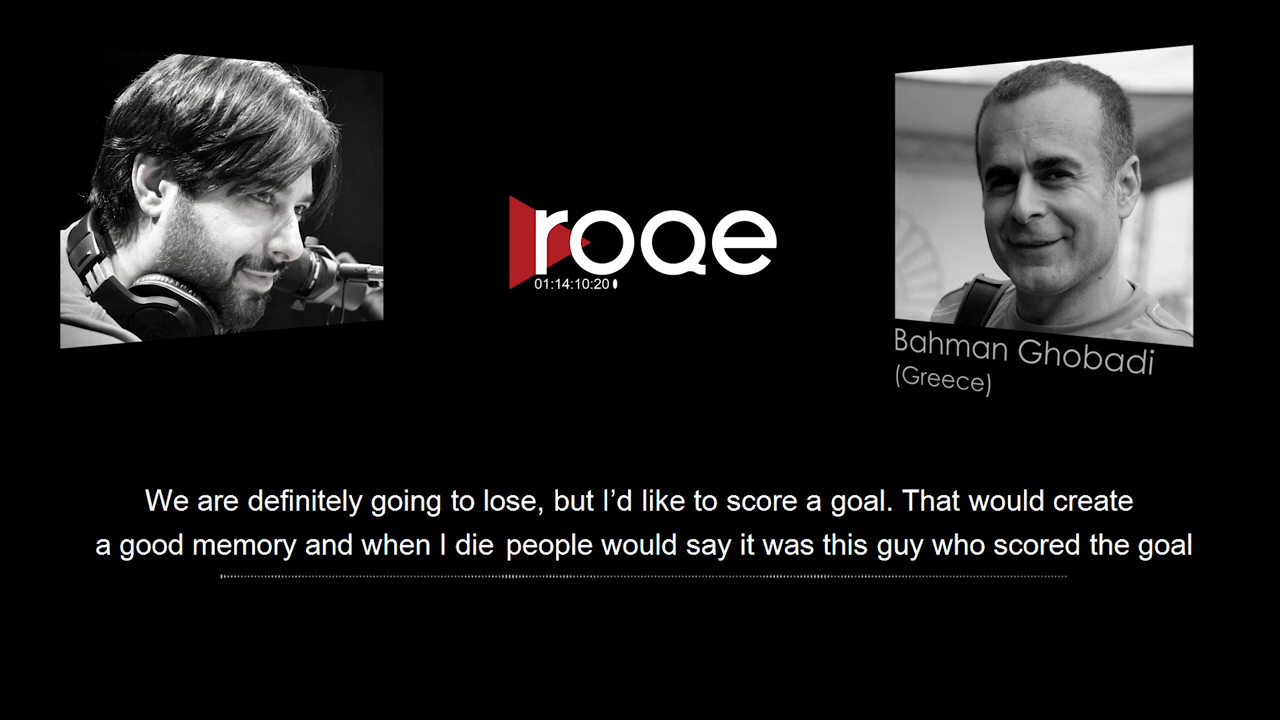 roqe
01:14:10:20
Bahman Ghobadi
(Greece)
We are definitely going to lose, but I’d like to score a goal. That would create
a good memory and when I die people would say it was this guy who scored the goal